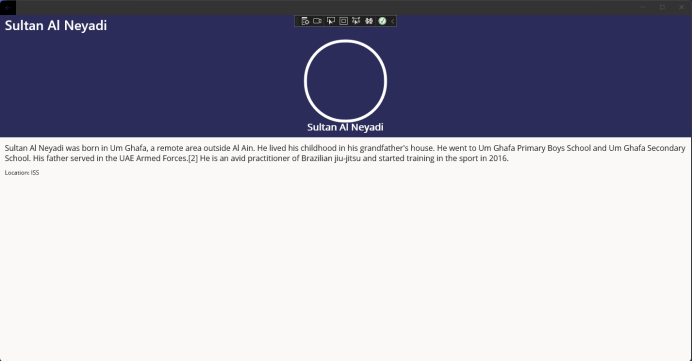 Sultan Al Neyadi
Sultan Al Neyadi
Sultan Al Neyadi was born in Um Ghafa, a remote area outside Al Ain. He lived his childhood in his grandfather's house. He went to Um Ghafa Primary Boys School and Um Ghafa Secondary
School. His father served in the UAE Armed Forces.[2] He is an avid practitioner of Brazilian jiu-jitsu and started training in the sport in 2016.
Location: ISS